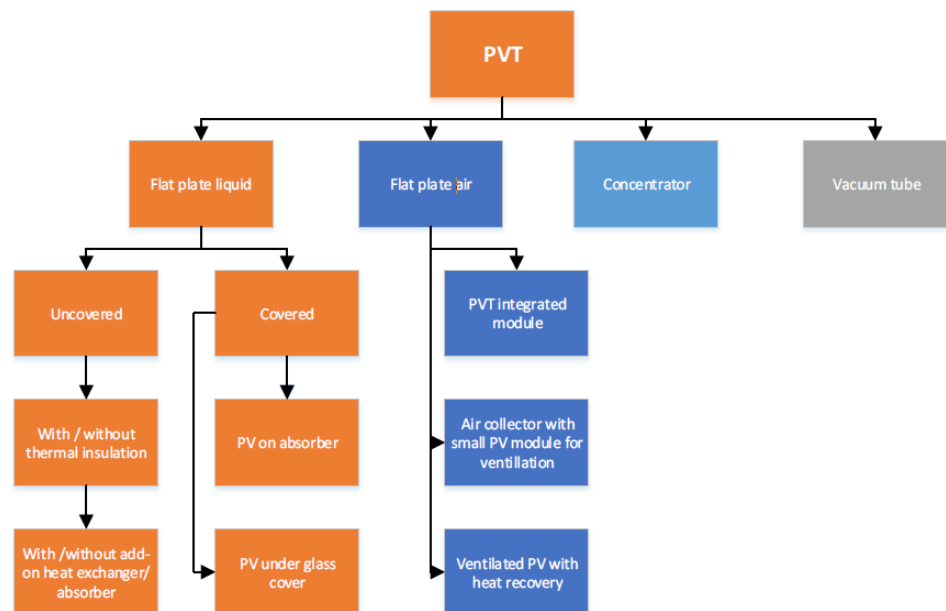 PVT
Flat plate liquid
Flat plate air
Concentrator
Vacuum tube
Uncovered
Covered
PVT integrated
module
With / without
thermal insulation
PV on absorber
Air collector with
small PV module for
ventillation
With /without add-
on heat exchanger/
absorber
PV under glass
cover
Ventilated PV with
heat recovery